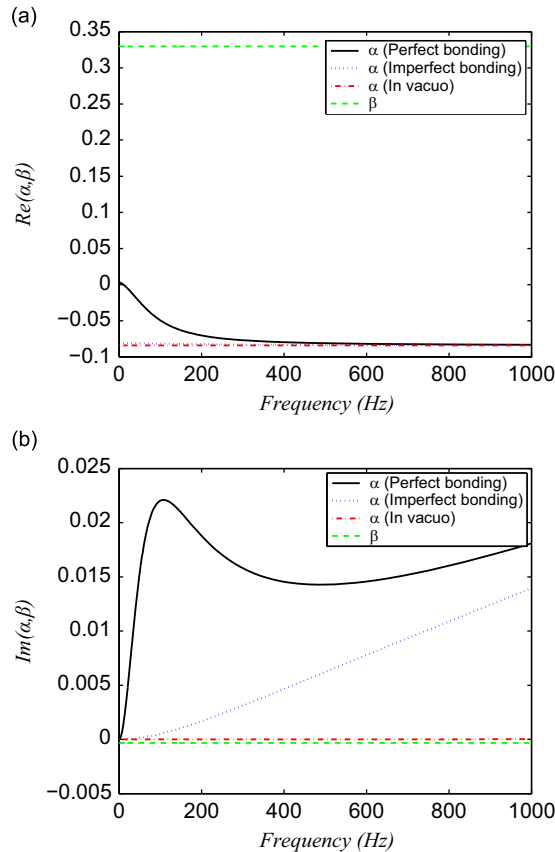 (a)
0.35
0.3
0.25
0.2
0.15
0.1
0.05
0
−0.05
−0.1
Re(α,β)
α (Perfect bonding)
α (Imperfect bonding)
α (In vacuo)
β
0 200 400 600 800 1000
Frequency (Hz)
(b)
0.025
0.02
0.015
0.01
0.005
0
−0.005
Im(α,β)
α (Perfect bonding)
α (Imperfect bonding)
α (In vacuo)
β
0 200 400 600 800 1000
Frequency (Hz)